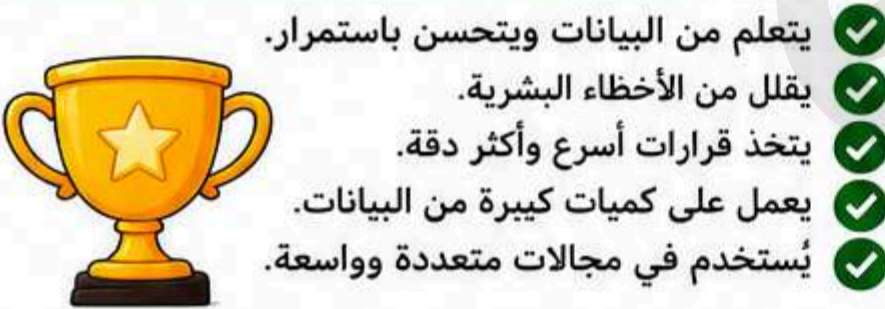 يتعلم من البيانات ويتحسن باستمرار.
يقلل من الأخظاء البشرية.
يتخذ قرارات أسرع وأكثر دقة.
يعمل على كميات كبيرة من البيانات.
يُستخدم في مجالات متعددة وواسعة.